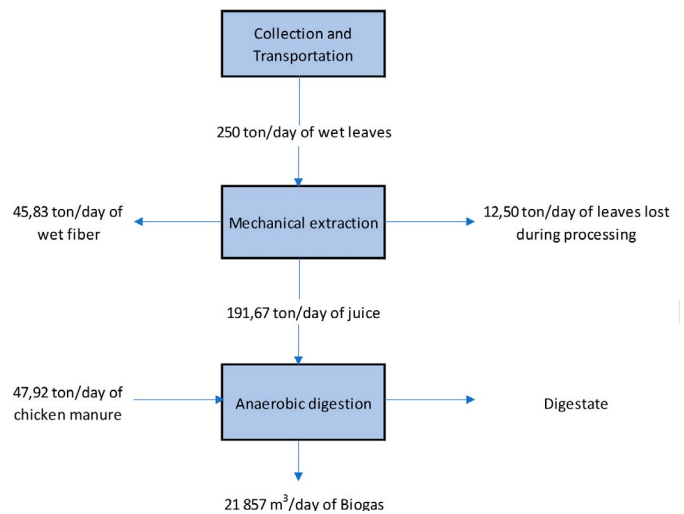 Collection and
Transportation
250 ton/day of wet leaves
45,83 ton/day of
wet fiber
Mechanical extraction
12,50 ton/day of leaves lost
during processing
191,67 ton/day of juice
47,92 ton/day of
chicken manure
Anaerobic digestion
Digestate
21 857 m³/day of Biogas